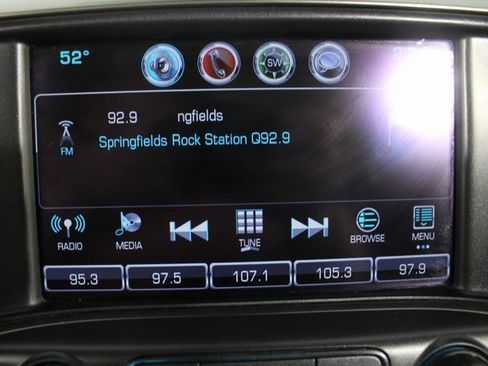 52°
SW
92.9 ngfields
Springfields Rock Station Q92.9
FM
RADIO MEDIA TUNE BROWSE MENU
95.3 97.5 107.1 105.3 97.9